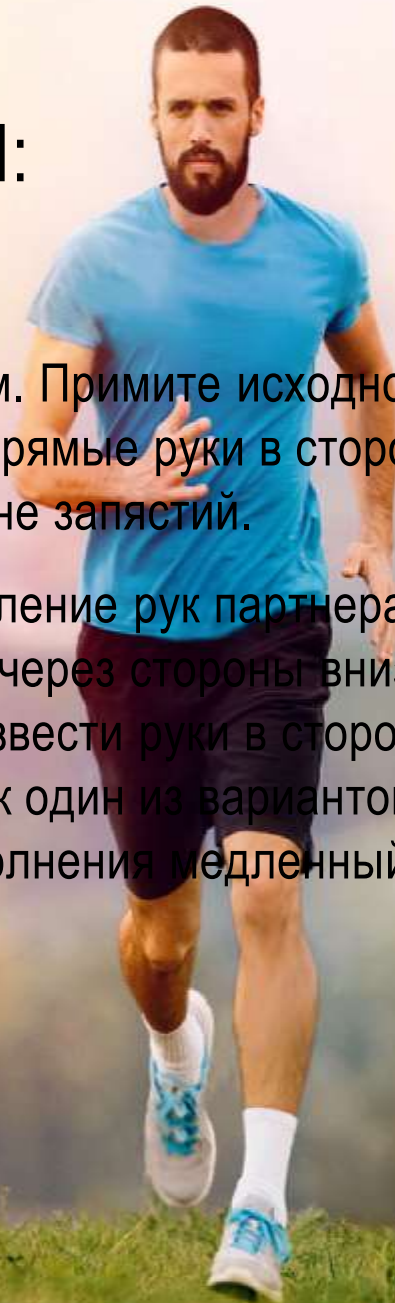 :
м. Примите исходно
рямые руки в сторо
не запястий.
ление рук партнера
через стороны вни
звести руки в сторо
к один из варианто
олнения медленный